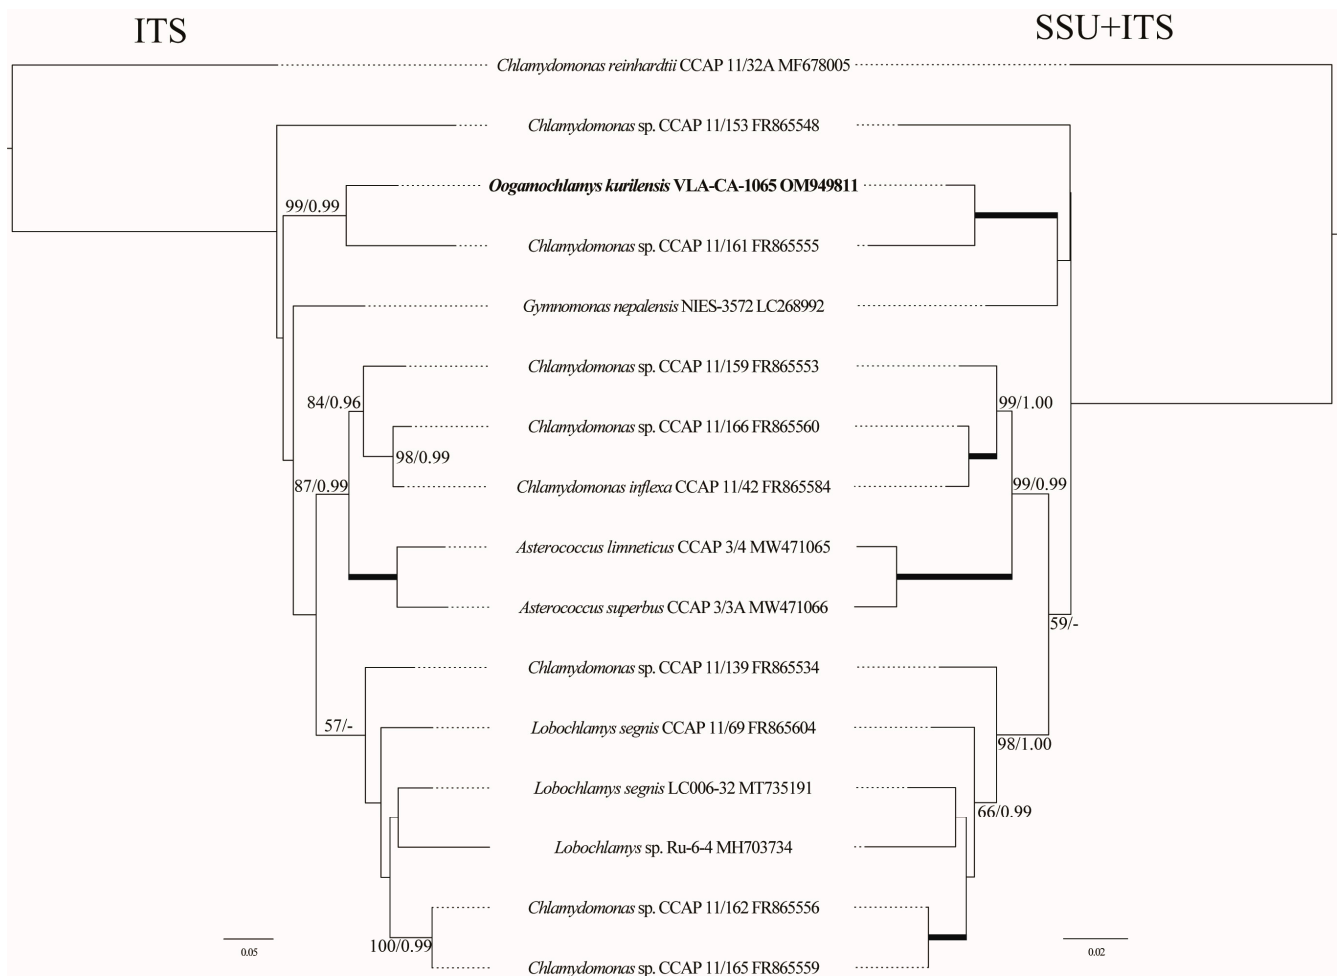 ITS
SSU+ITS
Chlamydomonas reinhardtii CCAP 11/32A MF678005
Chlamydomonas sp. CCAP 11/153 FR865548
Oogamochlamys kurilensis VLA-CA-1065 OM949811
99/0.99
Chlamydomonas sp. CCAP 11/161 FR865555
Gymnomonas nepalensis NIES-3572 LC268992
Chlamydomonas sp. CCAP 11/159 FR865553
84/0.96
99/1.00
Chlamydomonas sp. CCAP 11/166 FR865560
98/0.99
Chlamydomonas inflexa CCAP 11/42 FR865584
87/0.99
99/0.99
Asterococcus limneticus CCAP 3/4 MW471065
Asterococcus superbus CCAP 3/3A MW471066
59/-
Chlamydomonas sp. CCAP 11/139 FR865534
57/-
Lobochlamys segnis CCAP 11/69 FR865604
98/1.00
Lobochlamys segnis LC006-32 MT735191
66/0.99
Lobochlamys sp. Ru-6-4 MH703734
Chlamydomonas sp. CCAP 11/162 FR865556
100/0.99
0.05
0.02
Chlamydomonas sp. CCAP 11/165 FR865559